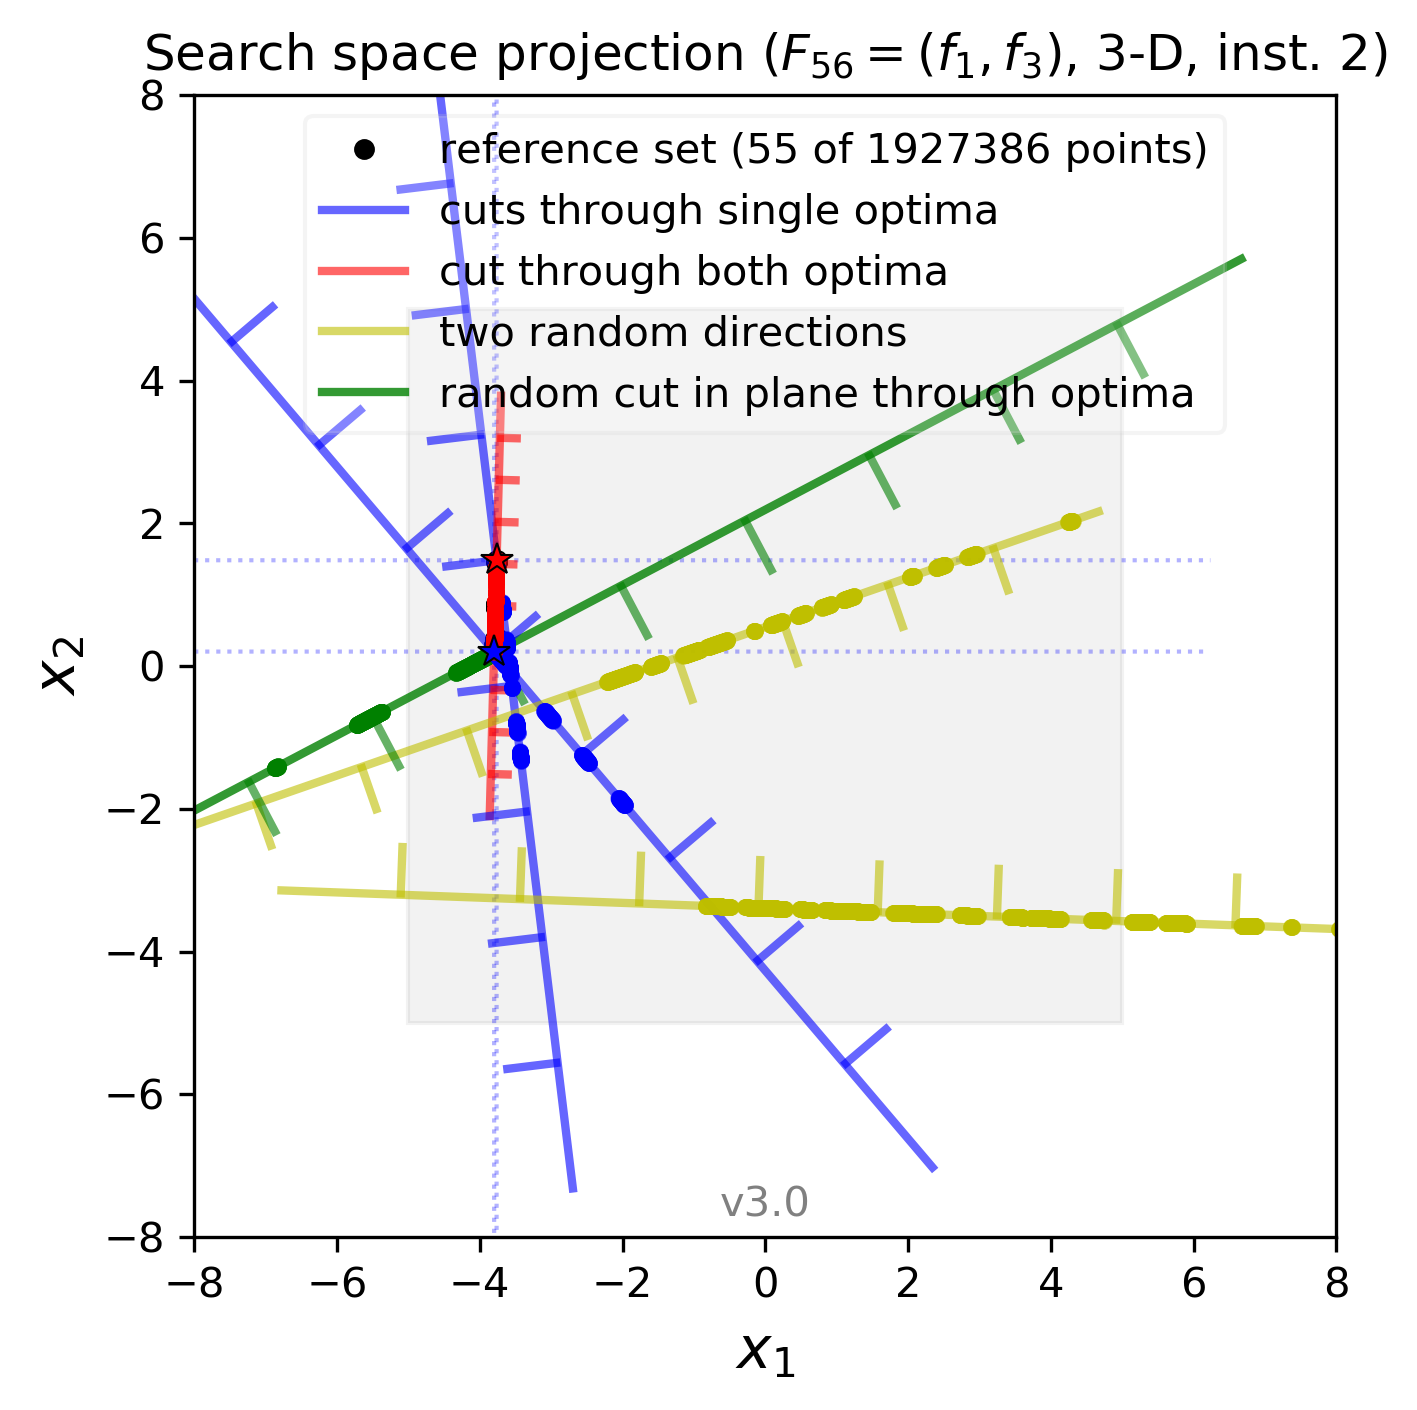 Search space projection (F₅₆ = (f₁, f₃), 3-D, inst. 2)
reference set (55 of 1927386 points)
cuts through single optima
cut through both optima
two random directions
random cut in plane through optima
8
6
4
2
0
−2
−4
−6
−8
x₂
v3.0
−8 −6 −4 −2 0 2 4 6 8
x₁